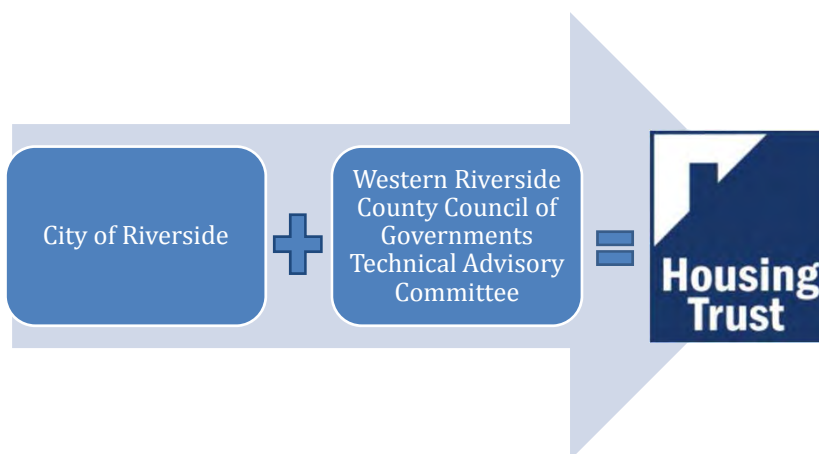 City of Riverside
Western Riverside
County Council of
Governments
Technical Advisory
Committee
Housing
Trust